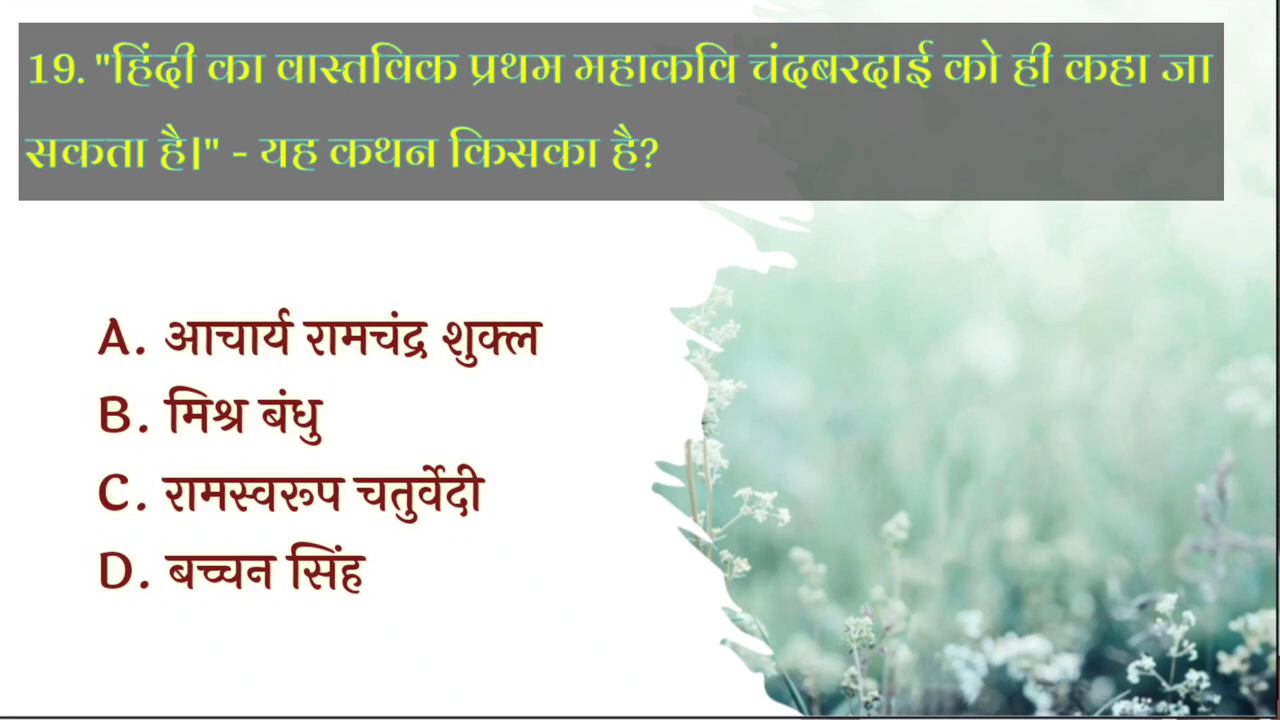 19. "हिंदी का वास्तविक प्रथम महाकवि चंदबरदाई को ही कहा जा
सकता है।" - यह कथन किसका है?
A. आचार्य रामचंद्र शुक्ल
B. मिश्र बंधु
C. रामस्वरूप चतुर्वेदी
D. बच्चन सिंह